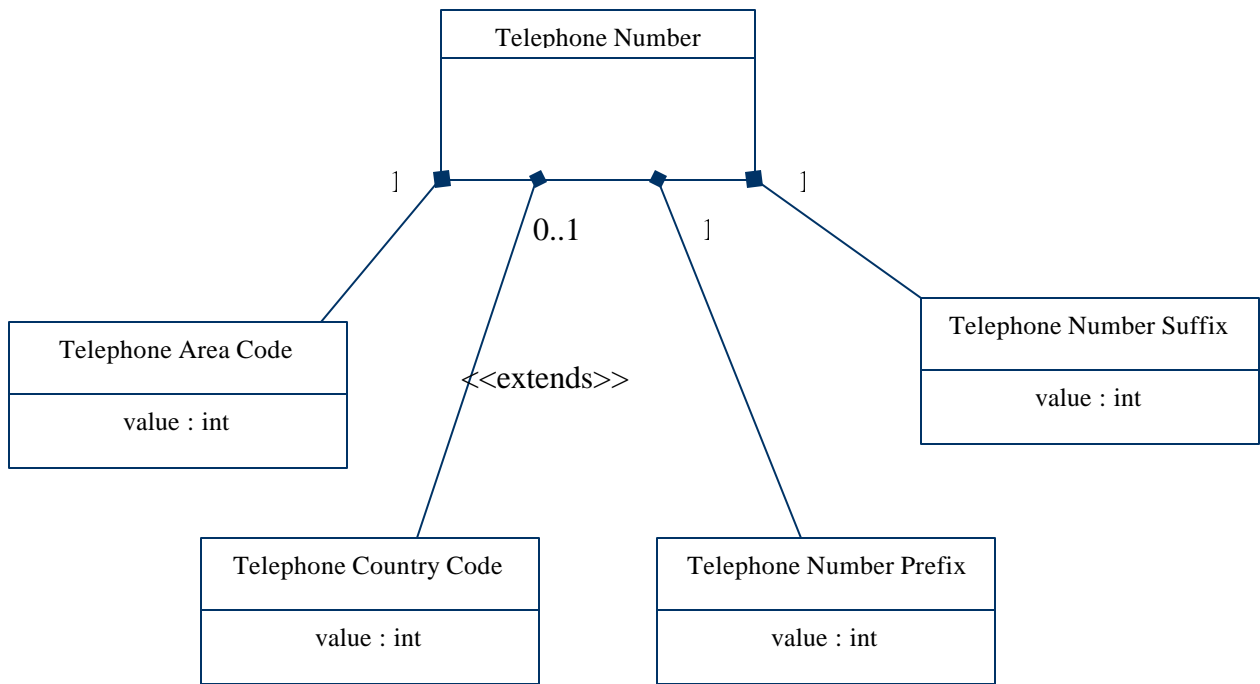 Telephone Number
1
1
0..1
1
Telephone Number Suffix
value : int
Telephone Area Code
value : int
<<extends>>
Telephone Country Code
value : int
Telephone Number Prefix
value : int